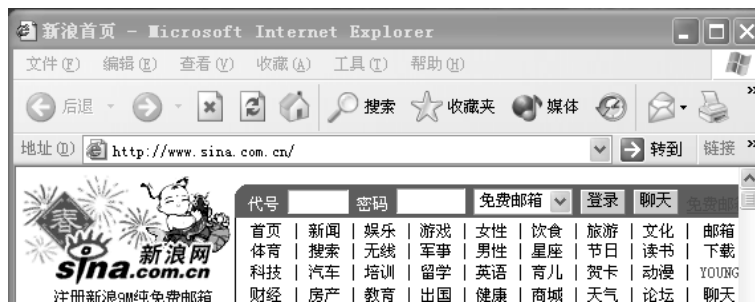 新浪首页 - Microsoft Internet Explorer
文件(F) 编辑(E) 查看(V) 收藏(A) 工具(T) 帮助(H)
后退 搜索 收藏夹 媒体
地址(D) http://www.sina.com.cn/ 转到 链接 »
春
新浪网
sina.com.cn
注册新浪9M纯免费邮箱
代号 密码 免费邮箱 登录 聊天 免费邮
首页 | 新闻 | 娱乐 | 游戏 | 女性 | 饮食 | 旅游 | 文化 | 邮箱
体育 | 搜索 | 无线 | 军事 | 男性 | 星座 | 节日 | 读书 | 下载
科技 | 汽车 | 培训 | 留学 | 英语 | 育儿 | 贺卡 | 动漫 | YOUNG
财经 | 房产 | 教育 | 出国 | 健康 | 商城 | 天气 | 论坛 | 聊天